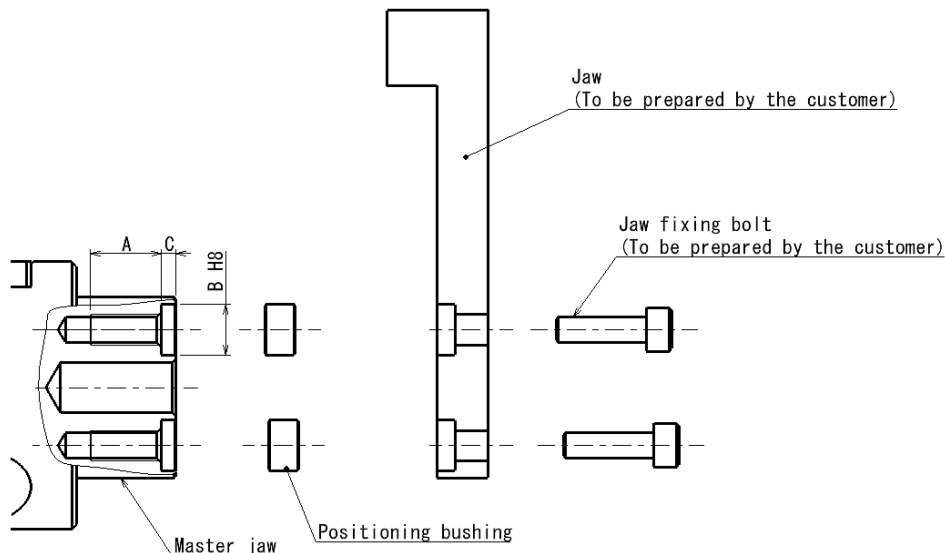 Jaw
(To be prepared by the customer)
Jaw fixing bolt
(To be prepared by the customer)
A
C
B H8
Positioning bushing
Master jaw